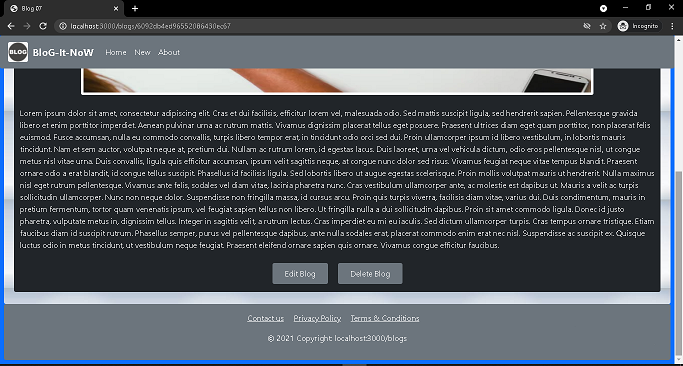 Blog 07
localhost:3000/blogs/6092db4ed96552086430ec67
Incognito
BLOG
BloG-It-NoW
Home
New
About
Lorem ipsum dolor sit amet, consectetur adipiscing elit. Cras et dui facilisis, efficitur lorem vel, malesuada odio. Sed mattis suscipit ligula, sed hendrerit sapien. Pellentesque gravida
libero et enim porttitor imperdiet. Aenean pulvinar urna ac rutrum mattis. Vivamus dignissim placerat tellus eget posuere. Praesent ultrices diam eget quam porttitor, non placerat felis
euismod. Fusce accumsan, nulla eu commodo convallis, turpis libero tempor erat, in tincidunt odio orci sed dui. Proin ullamcorper ipsum id libero vestibulum, in lobortis mauris
tincidunt. Nam et sem auctor, volutpat neque at, pretium dui. Nullam ac rutrum lorem, id egestas lacus. Duis laoreet, urna vel vehicula dictum, odio eros pellentesque nisl, ut congue
metus nisl vitae urna. Duis convallis, ligula quis efficitur accumsan, ipsum velit sagittis neque, at congue nunc dolor sed risus. Vivamus feugiat neque vitae tempus blandit. Praesent
ornare odio a erat blandit, id congue tellus suscipit. Phasellus id facilisis ligula. Sed lobortis libero ut augue egestas scelerisque. Proin mollis volutpat mauris ut hendrerit. Nulla maximus
nisl eget rutrum pellentesque. Vivamus ante felis, sodales vel diam vitae, lacinia pharetra nunc. Cras vestibulum ullamcorper ante, ac molestie est dapibus ut. Mauris a velit ac turpis
sollicitudin ullamcorper. Nunc non neque dolor. Suspendisse non fringilla massa, id cursus arcu. Proin quis turpis viverra, facilisis diam vitae, varius dui. Duis condimentum, mauris in
pretium fermentum, tortor quam venenatis ipsum, vel feugiat sapien tellus non libero. Ut fringilla nulla a dui sollicitudin dapibus. Proin sit amet commodo ligula. Donec id justo
pharetra, vulputate metus in, dignissim tellus. Integer in sagittis velit, a rutrum lectus. Cras imperdiet eu mi eu iaculis. Sed dictum ullamcorper turpis. Cras tempus ornare tristique. Etiam
faucibus diam id suscipit rutrum. Phasellus semper, purus vel pellentesque dapibus, ante nulla sodales erat, placerat commodo enim erat nec nisl. Suspendisse ac suscipit ex. Quisque
luctus odio in metus tincidunt, ut vestibulum neque feugiat. Praesent eleifend ornare sapien quis ornare. Vivamus congue efficitur faucibus.
Edit Blog
Delete Blog
Contact us
Privacy Policy
Terms & Conditions
© 2021 Copyright: localhost:3000/blogs